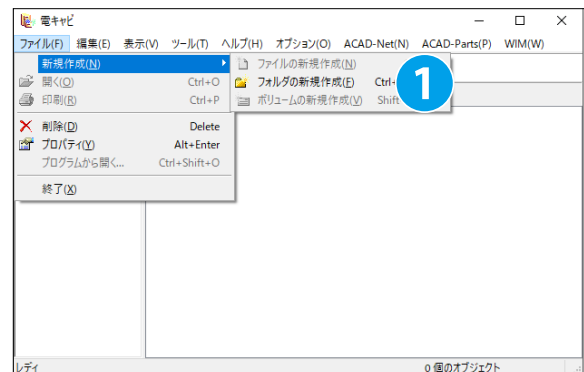 電キャビ
ファイル(F) 編集(E) 表示(V) ツール(T) ヘルプ(H) オプション(O) ACAD-Net(N) ACAD-Parts(P) WIM(W)
新規作成(N)
開く(O) Ctrl+O
印刷(R) Ctrl+P
削除(D) Delete
プロパティ(Y) Alt+Enter
プログラムから開く... Ctrl+Shift+O
終了(X)
ファイルの新規作成(N)
フォルダの新規作成(F) Ctrl+
ボリュームの新規作成(V) Shift
1
レディ 0 個のオブジェクト